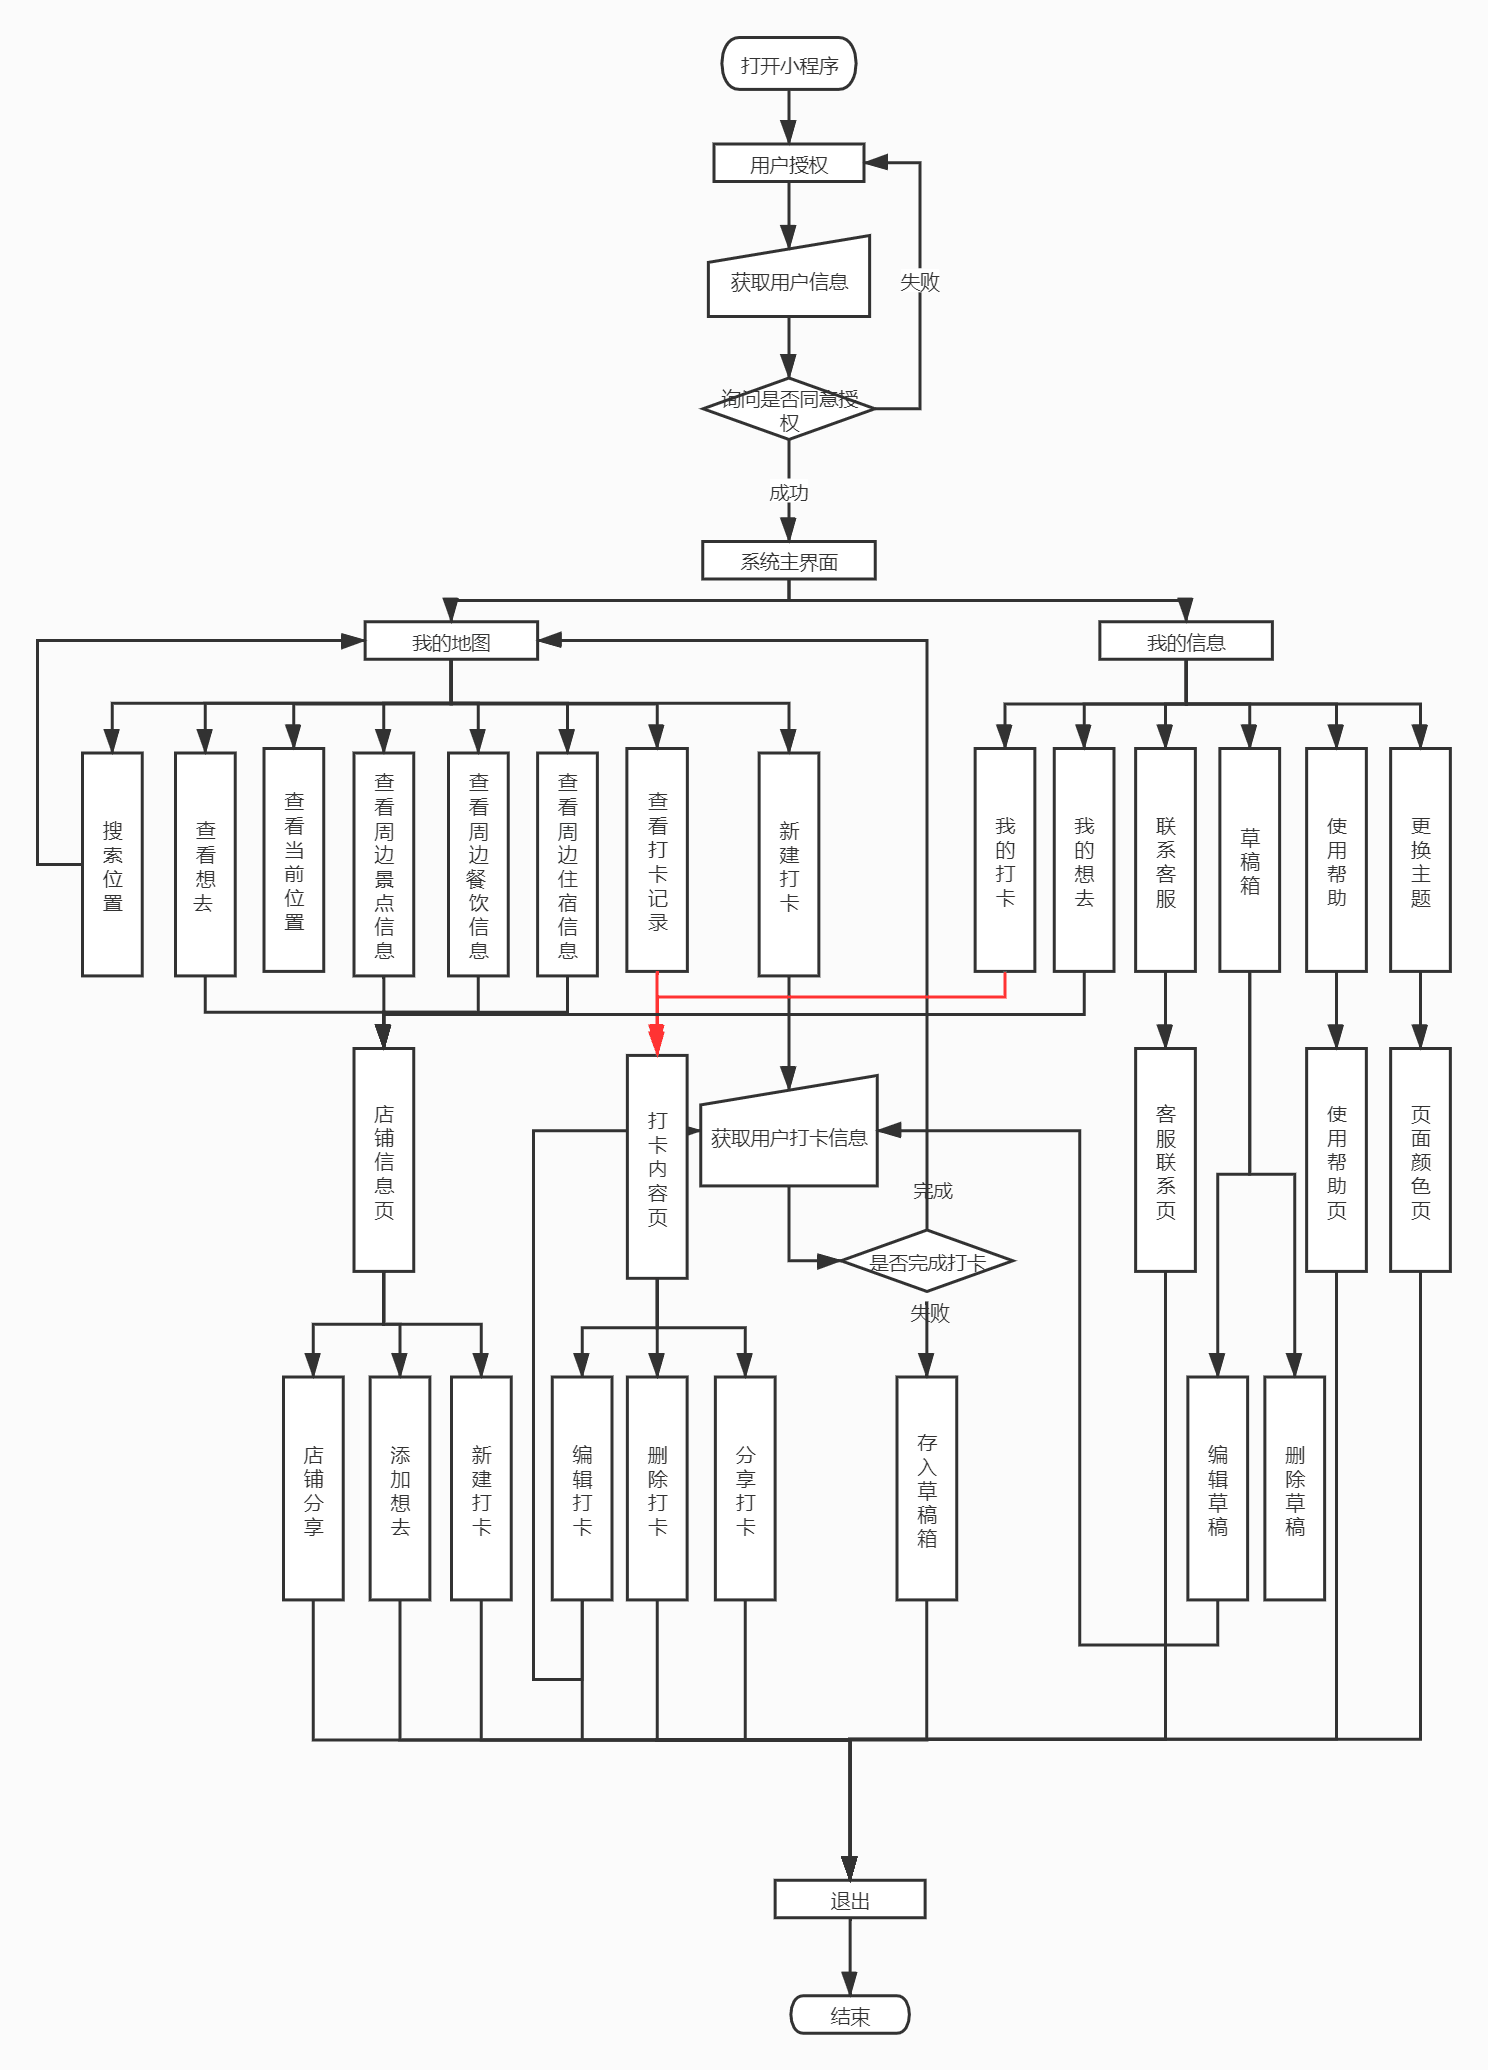 打开小程序
用户授权
获取用户信息
失败
询问是否同意授
权
成功
系统主界面
我的地图
我的信息
搜索位置
查看想去
查看当前位置
查看周边景点信息
查看周边餐饮信息
查看周边住宿信息
查看打卡记录
新建打卡
我的打卡
我的想去
联系客服
草稿箱
使用帮助
更换主题
店铺信息页
打卡内容页
获取用户打卡信息
完成
是否完成打卡
失败
客服联系页
使用帮助页
页面颜色页
店铺分享
添加想去
新建打卡
编辑打卡
删除打卡
分享打卡
存入草稿箱
编辑草稿
删除草稿
退出
结束